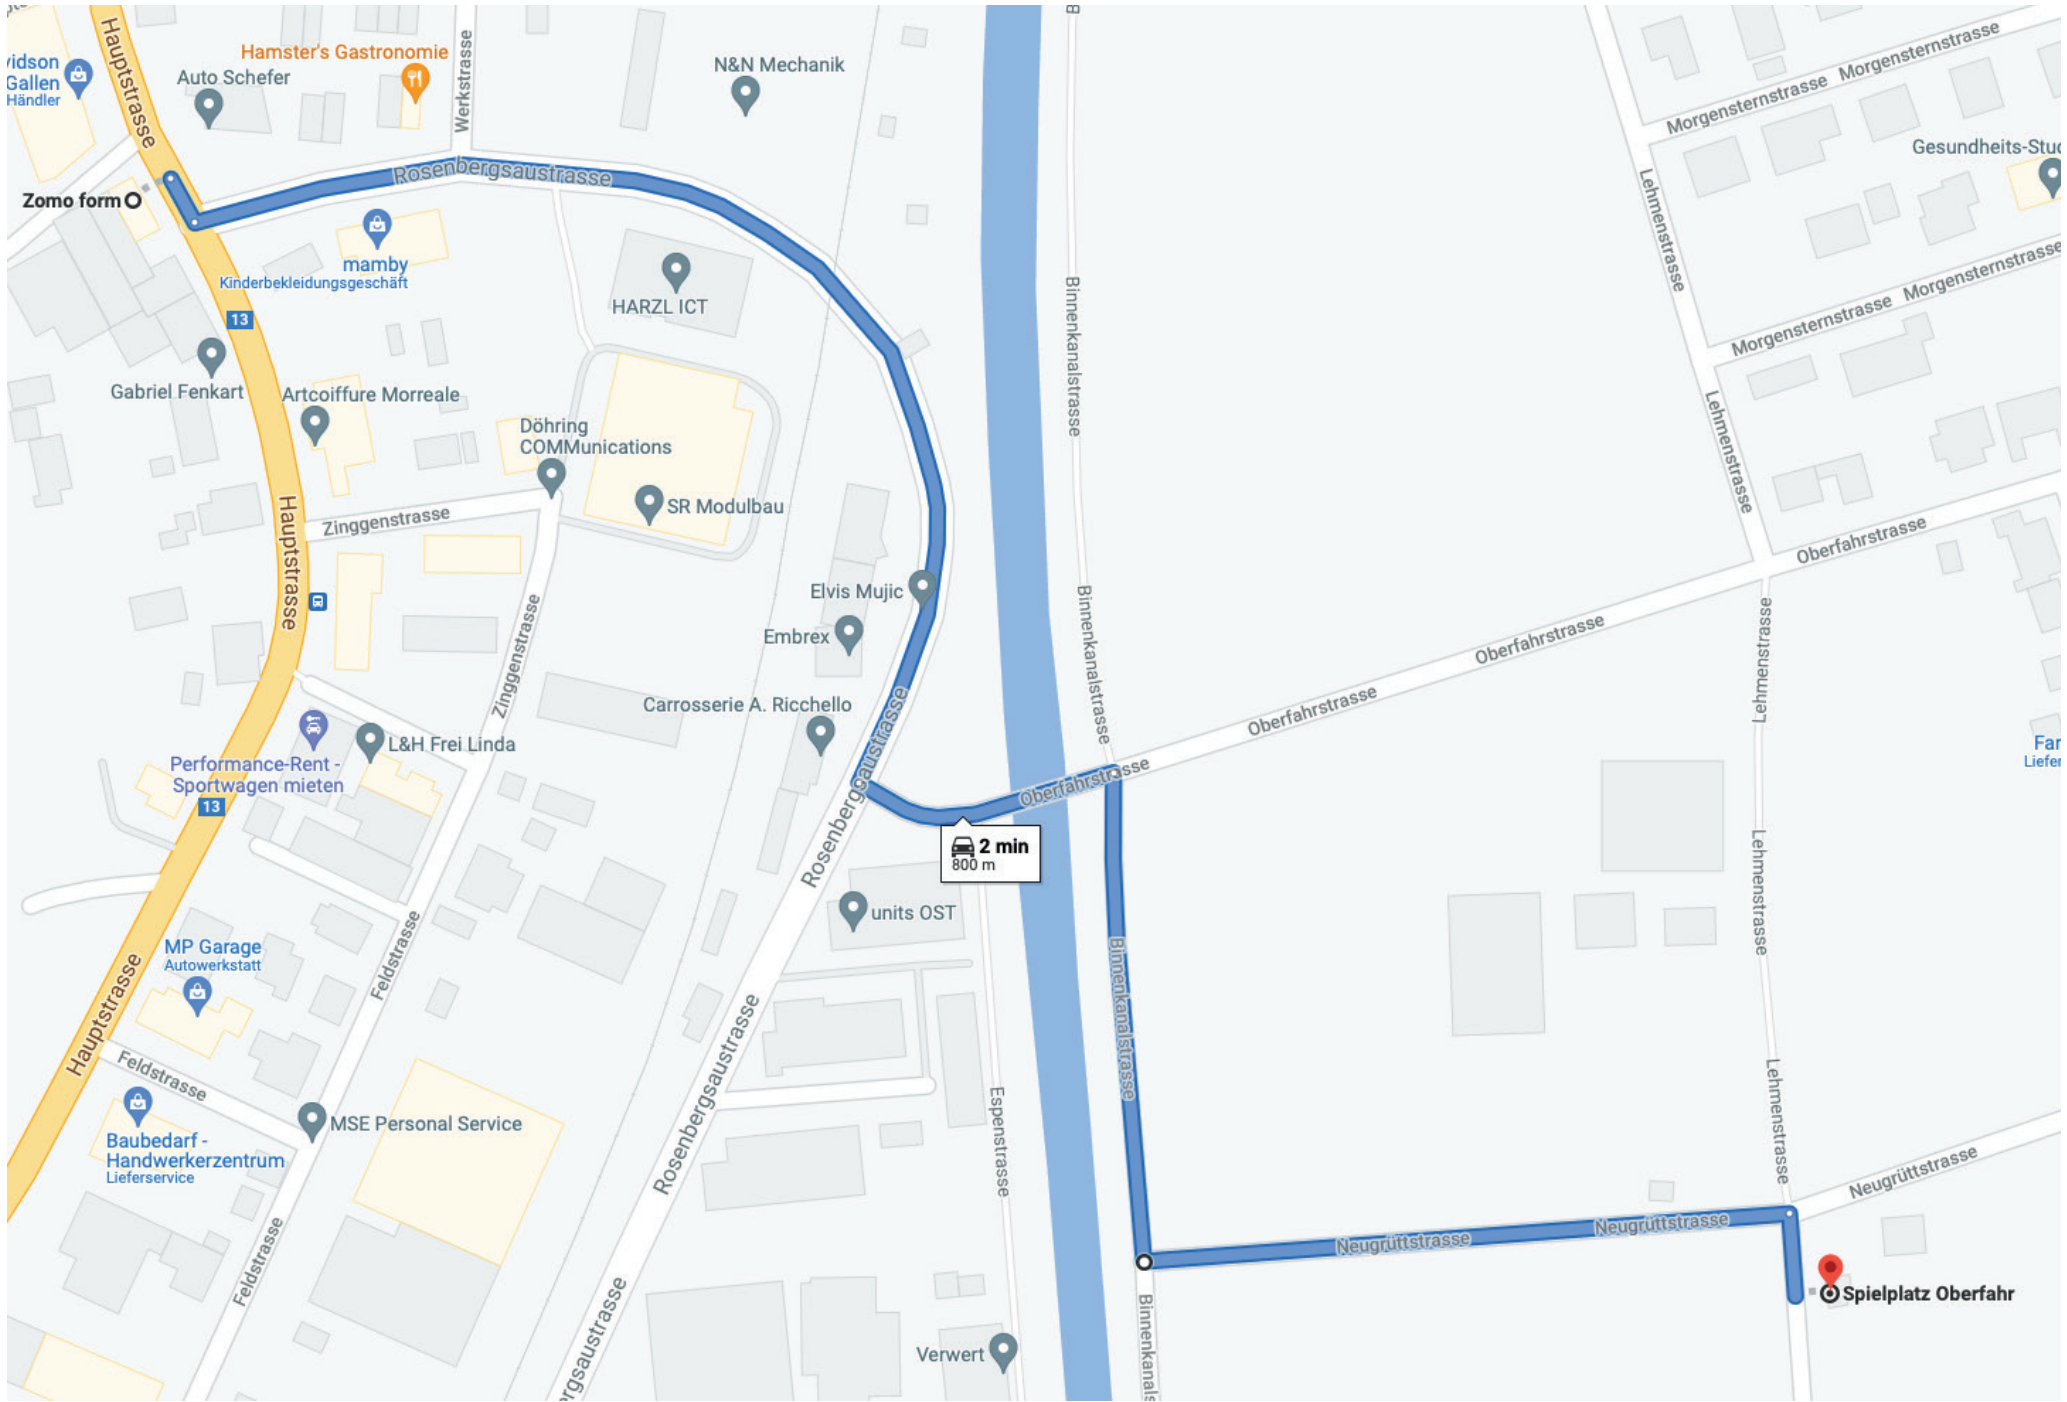 Hauptstrasse
vidson
Gallen
Händler
Auto Schefer
Hamster's Gastronomie
Werkstrasse
N&N Mechanik
B
Morgensternstrasse
Morgensternstrasse
Gesundheits-Stud
Zomo form
Rosenbergsaustrasse
Lehmenstrasse
mamby
Kinderbekleidungsgeschäft
HARZL ICT
Binnenkanalstrasse
Morgensternstrasse
Morgensternstrasse
13
Gabriel Fenkart
Artcoiffure Morreale
Döhring
COMMunications
Lehmenstrasse
SR Modulbau
Zinggenstrasse
Hauptstrasse
Oberfahrstrasse
Elvis Mujic
Embrex
Binnenkanalstrasse
Oberfahrstrasse
Lehmenstrasse
Zinggenstrasse
Carrosserie A. Ricchello
Rosenbergsaustrasse
Oberfahrstrasse
L&H Frei Linda
Performance-Rent -
Sportwagen mieten
13
Far
Liefer
Oberfahrstrasse
2 min
800 m
Rosenbergsaustrasse
Lehmenstrasse
units OST
MP Garage
Autowerkstatt
Feldstrasse
Binnenkanalstrasse
Hauptstrasse
Rosenbergsaustrasse
Feldstrasse
Espenstrasse
Lehmenstrasse
MSE Personal Service
Baubedarf -
Handwerkerzentrum
Lieferservice
Neugrüttstrasse
Neugrüttstrasse
Neugrüttstrasse
Feldstrasse
Spielplatz Oberfahr
Verwert
rgsaustrasse
Binnenkanals